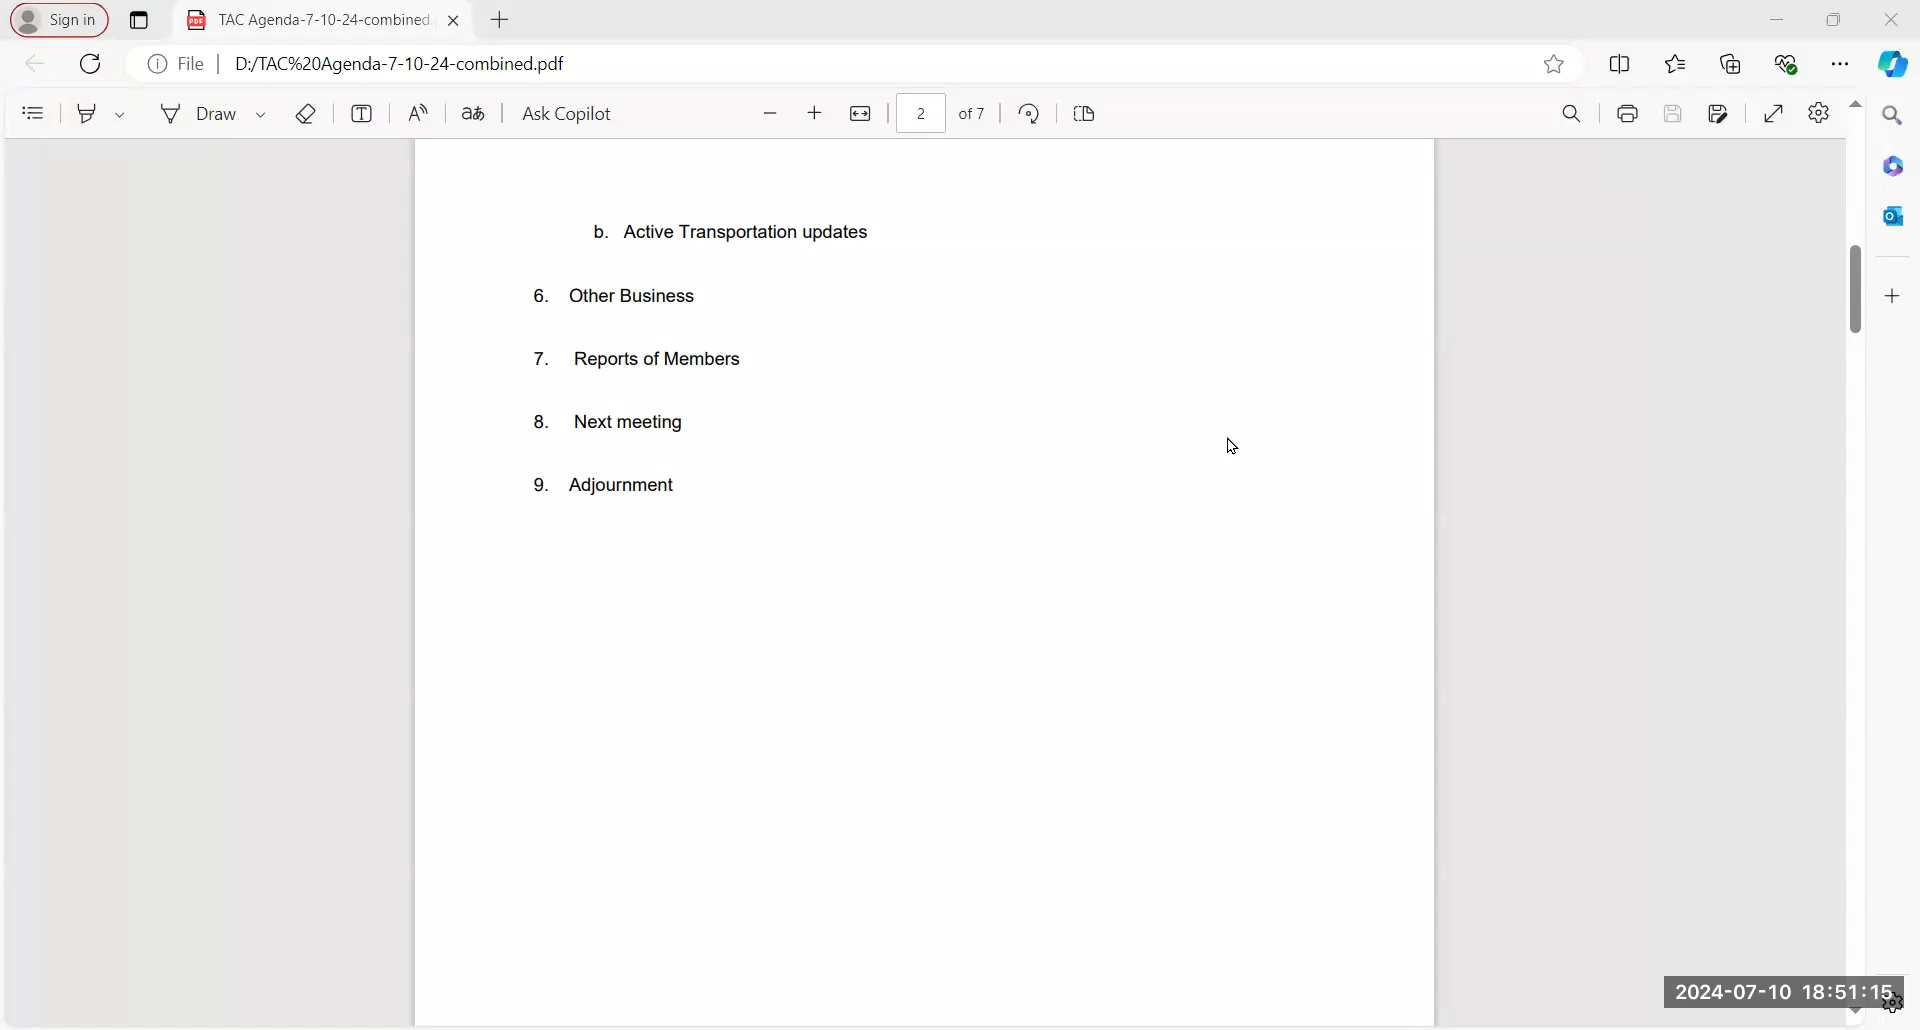 Sign in
TAC Agenda-7-10-24-combined.
File
D:/TAC%20Agenda-7-10-24-combined.pdf
Draw
aあ
Ask Copilot
2 of 7
b. Active Transportation updates
6. Other Business
7. Reports of Members
8. Next meeting
9. Adjournment
2024-07-10 18:51:15